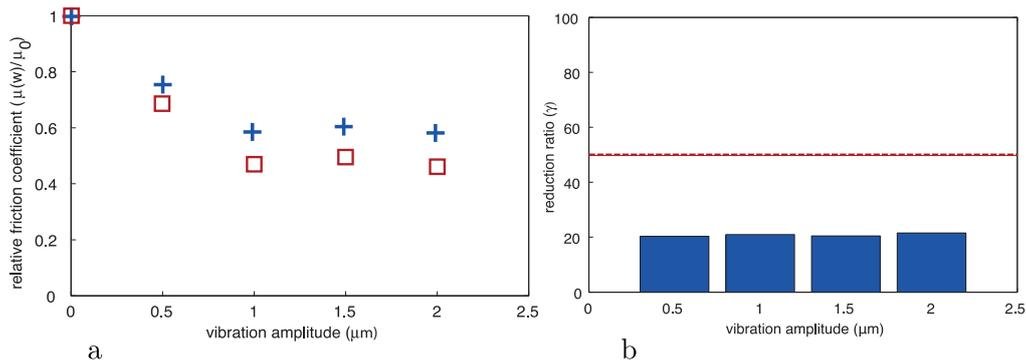 relative friction coefficient (μ(w)/μ0)
1
0.8
0.6
0.4
0.2
0
0 0.5 1 1.5 2 2.5
vibration amplitude (μm)
a
reduction ratio (γ)
100
80
60
40
20
0
0 0.5 1 1.5 2 2.5
vibration amplitude (μm)
b